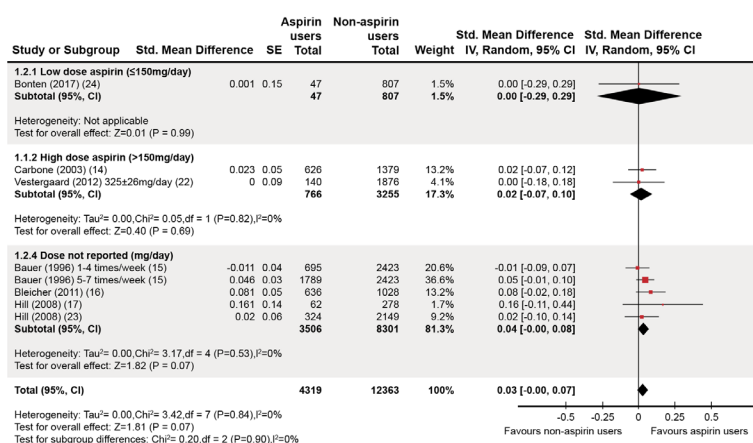 Aspirin users Total
Non-aspirin users Total
Std. Mean Difference IV, Random, 95% CI
Std. Mean Difference IV, Random, 95% CI
Study or Subgroup Std. Mean Difference SE Weight
1.2.1 Low dose aspirin (≤150mg/day)
Bonten (2017) (24) 0.001 0.15 47 807 1.5% 0.00 [-0.29, 0.29]
Subtotal (95%, CI) 47 807 1.5% 0.00 [-0.29, 0.29]
Heterogeneity: Not applicable
Test for overall effect: Z=0.01 (P = 0.99)
1.1.2 High dose aspirin (>150mg/day)
Carbone (2003) (14) 0.023 0.05 626 1379 13.2% 0.02 [-0.07, 0.12]
Vestergaard (2012) 325±26mg/day (22) 0 0.09 140 1876 4.1% 0.00 [-0.18, 0.18]
Subtotal (95%, CI) 766 3255 17.3% 0.02 [-0.07, 0.10]
Heterogeneity: Tau²= 0.00,Chi²= 0.05,df = 1 (P=0.82),I²=0%
Test for overall effect: Z=0.40 (P = 0.69)
1.2.4 Dose not reported (mg/day)
Bauer (1996) 1-4 times/week (15) -0.011 0.04 695 2423 20.6% -0.01 [-0.09, 0.07]
Bauer (1996) 5-7 times/week (15) 0.046 0.03 1789 2423 36.6% 0.05 [-0.01, 0.10]
Bleicher (2011) (16) 0.081 0.05 636 1028 12.8% 0.08 [-0.02, 0.18]
Hill (2008) (17) 0.161 0.14 62 278 1.7% 0.16 [-0.11, 0.44]
Hill (2008) (23) 0.02 0.06 324 2149 9.2% 0.02 [-0.10, 0.14]
Subtotal (95%, CI) 3506 8301 81.3% 0.04 [-0.00, 0.08]
Heterogeneity: Tau²= 0.00,Chi²= 3.17,df = 4 (P=0.53),I²=0%
Test for overall effect: Z=1.82 (P = 0.07)
Total (95%, CI) 4319 12363 100% 0.03 [-0.00, 0.07]
Heterogeneity: Tau²= 0.00,Chi²= 3.42,df = 7 (P=0.84),I²=0%
Test for overall effect: Z=1.81 (P = 0.07)
Test for subgroup differences: Chi²= 0.20,df = 2 (P=0.90),I²=0%
-0.5 -0.25 0 0.25 0.5
Favours non-aspirin users Favours aspirin users